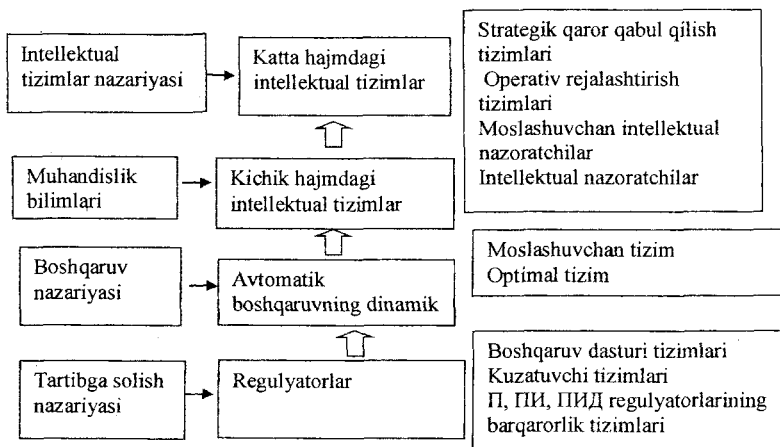 Intellektual
tizimlar nazariyasi
Katta hajmdagi
intellektual tizimlar
Strategik qaror qabul qilish
tizimlari
Operativ rejalashtirish
tizimlari
Moslashuvchan intellektual
nazoratchilar
Intellektual nazoratchilar
Muhandislik
bilimlari
Kichik hajmdagi
intellektual tizimlar
Boshqaruv
nazariyasi
Avtomatik
boshqaruvning dinamik
Moslashuvchan tizim
Optimal tizim
Tartibga solish
nazariyasi
Regulyatorlar
Boshqaruv dasturi tizimlari
Kuzatuvchi tizimlari
П, ПИ, ПИД regulyatorlarining
barqarorlik tizimlari